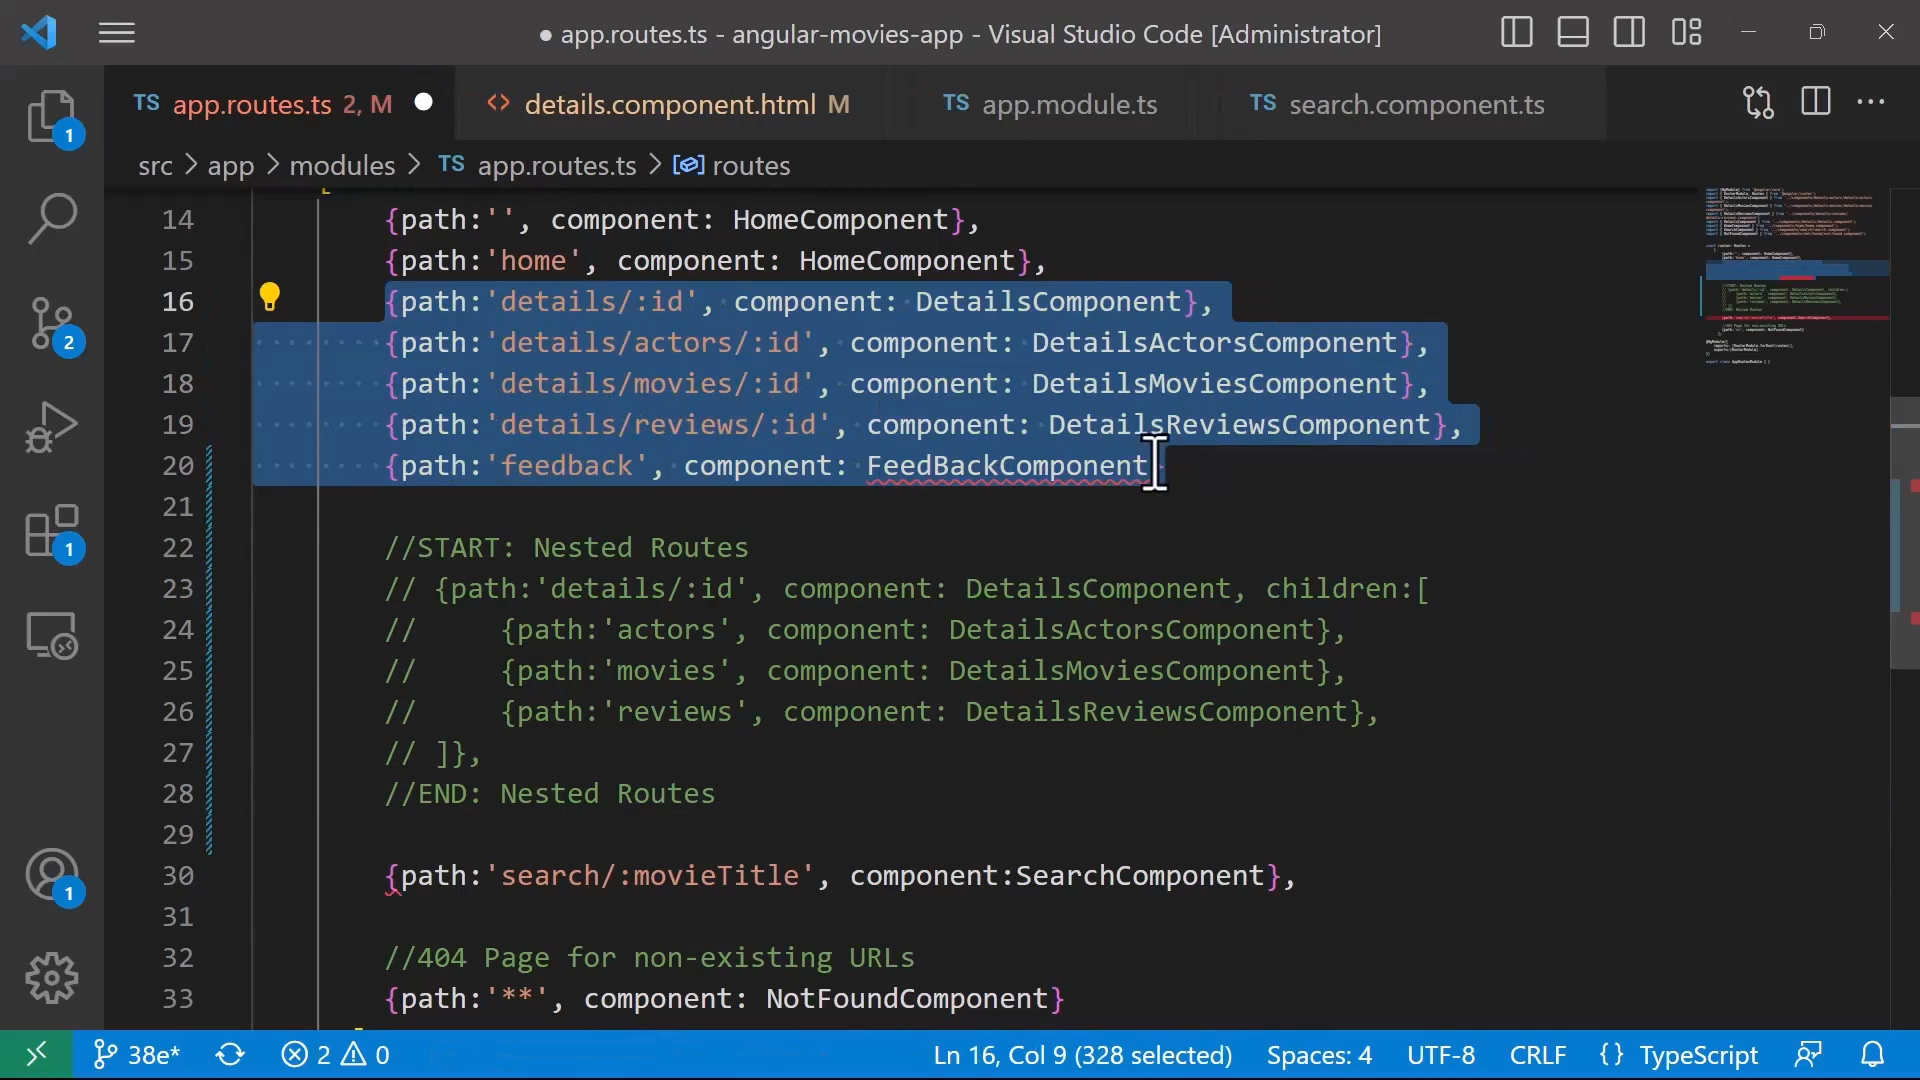 ● app.routes.ts - angular-movies-app - Visual Studio Code [Administrator]
TS app.routes.ts 2, M ●
<> details.component.html M
TS app.module.ts
TS search.component.ts
src > app > modules > TS app.routes.ts > routes
14 {path:'', component: HomeComponent},
15 {path:'home', component: HomeComponent},
16 {path:'details/:id', component: DetailsComponent},
17 {path:'details/actors/:id', component: DetailsActorsComponent},
18 {path:'details/movies/:id', component: DetailsMoviesComponent},
19 {path:'details/reviews/:id', component: DetailsReviewsComponent},
20 {path:'feedback', component: FeedBackComponent}
21
22 //START: Nested Routes
23 // {path:'details/:id', component: DetailsComponent, children:[
24 //     {path:'actors', component: DetailsActorsComponent},
25 //     {path:'movies', component: DetailsMoviesComponent},
26 //     {path:'reviews', component: DetailsReviewsComponent},
27 // ]},
28 //END: Nested Routes
29
30 {path:'search/:movieTitle', component:SearchComponent},
31
32 //404 Page for non-existing URLs
33 {path:'**', component: NotFoundComponent}
1
2
1
1
38e* 2 0 Ln 16, Col 9 (328 selected) Spaces: 4 UTF-8 CRLF {} TypeScript